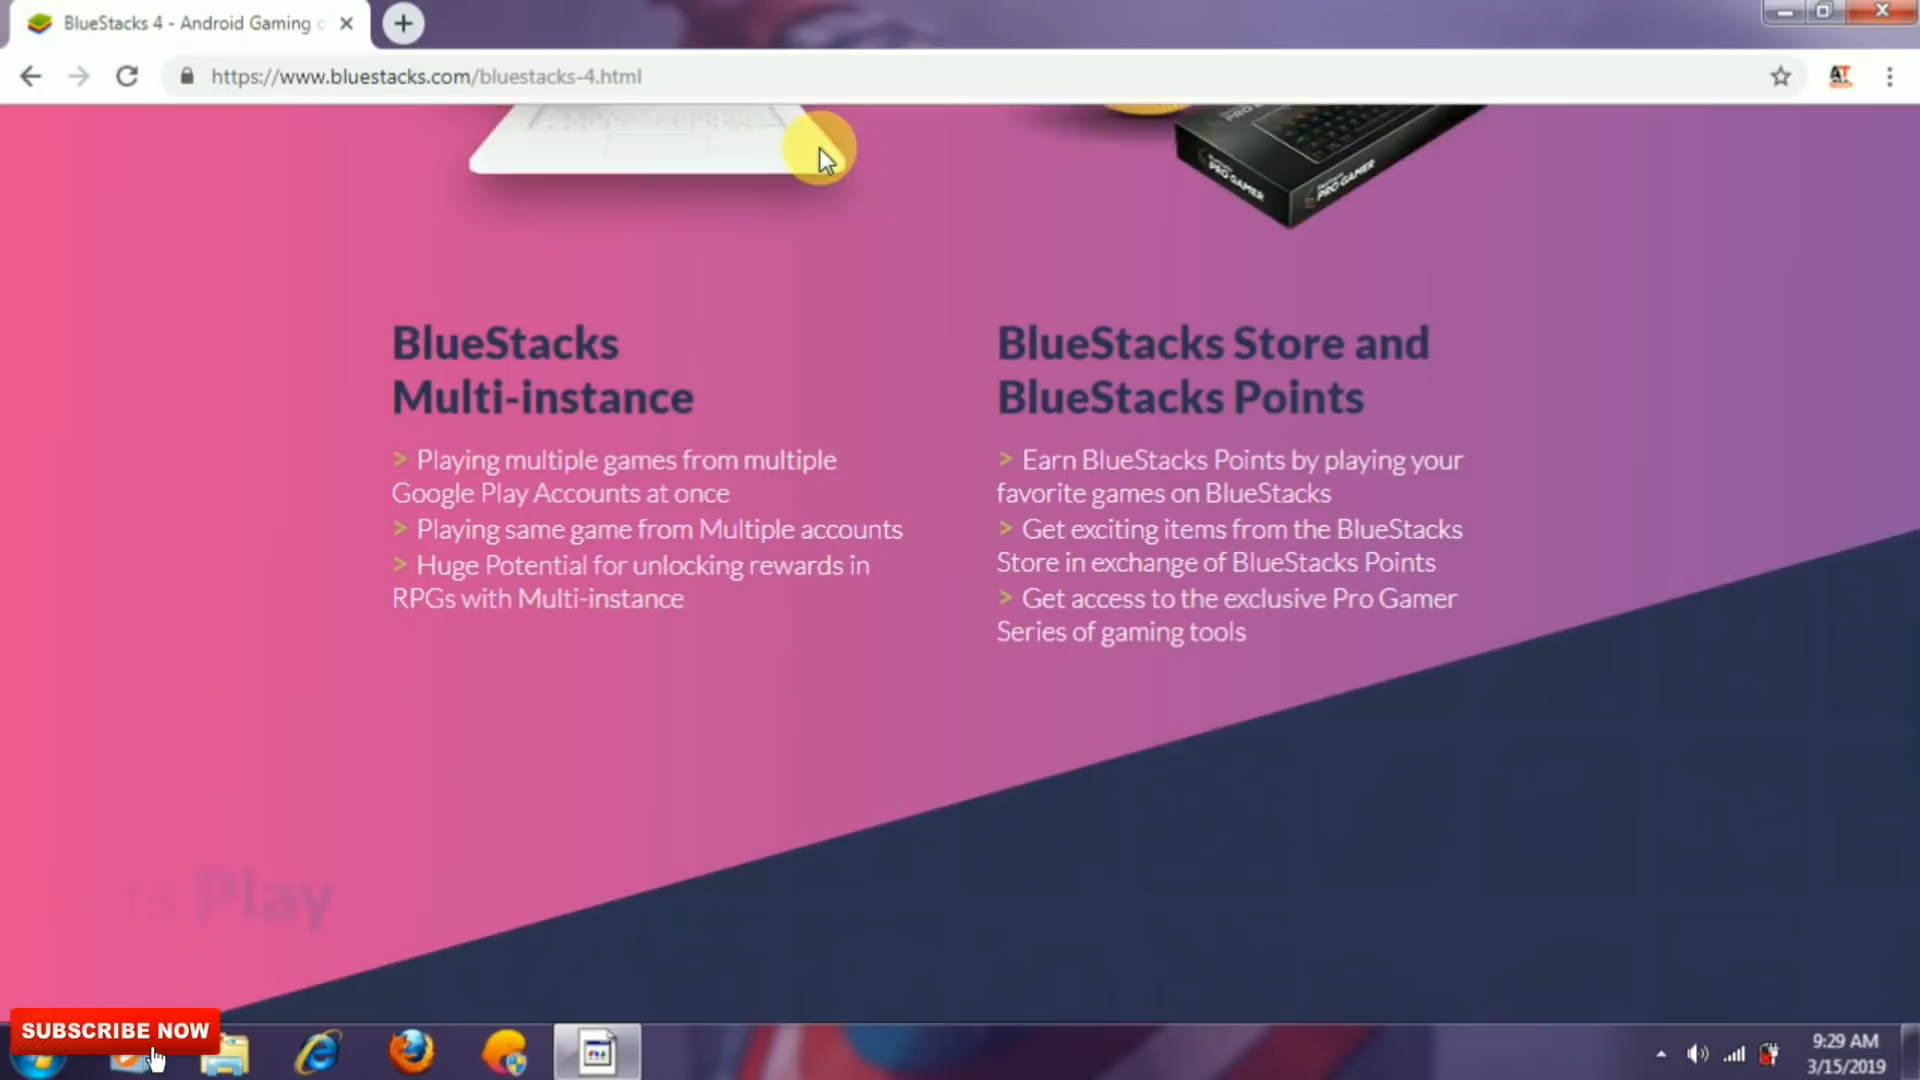 BlueStacks 4 - Android Gaming
https://www.bluestacks.com/bluestacks-4.html
PRO GAMER
PRO GAMER
BlueStacks
Multi-instance
> Playing multiple games from multiple
Google Play Accounts at once
> Playing same game from Multiple accounts
> Huge Potential for unlocking rewards in
RPGs with Multi-instance
BlueStacks Store and
BlueStacks Points
> Earn BlueStacks Points by playing your
favorite games on BlueStacks
> Get exciting items from the BlueStacks
Store in exchange of BlueStacks Points
> Get access to the exclusive Pro Gamer
Series of gaming tools
Play
SUBSCRIBE NOW
9:29 AM
3/15/2019